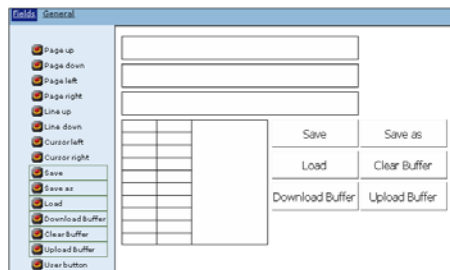 Fields General
Page up
Page down
Page left
Page right
Line up
Line down
Cursor left
Cursor right
Save
Save as
Load
Download Buffer
Clear Buffer
Upload Buffer
User button
Save Save as
Load Clear Buffer
Download Buffer Upload Buffer